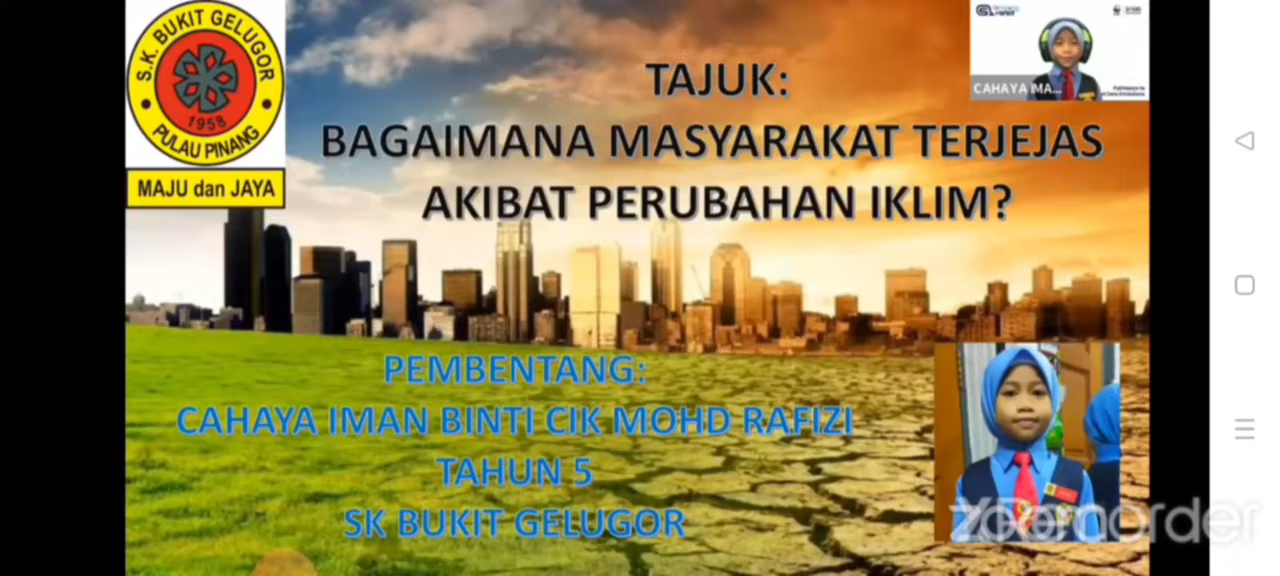 S.K. BUKIT GELUGOR
1958
PULAU PINANG
MAJU dan JAYA
TAJUK:
BAGAIMANA MASYARAKAT TERJEJAS
AKIBAT PERUBAHAN IKLIM?
CAHAYA IMA...
PEMBENTANG:
CAHAYA IMAN BINTI CIK MOHD RAFIZI
TAHUN 5
SK BUKIT GELUGOR